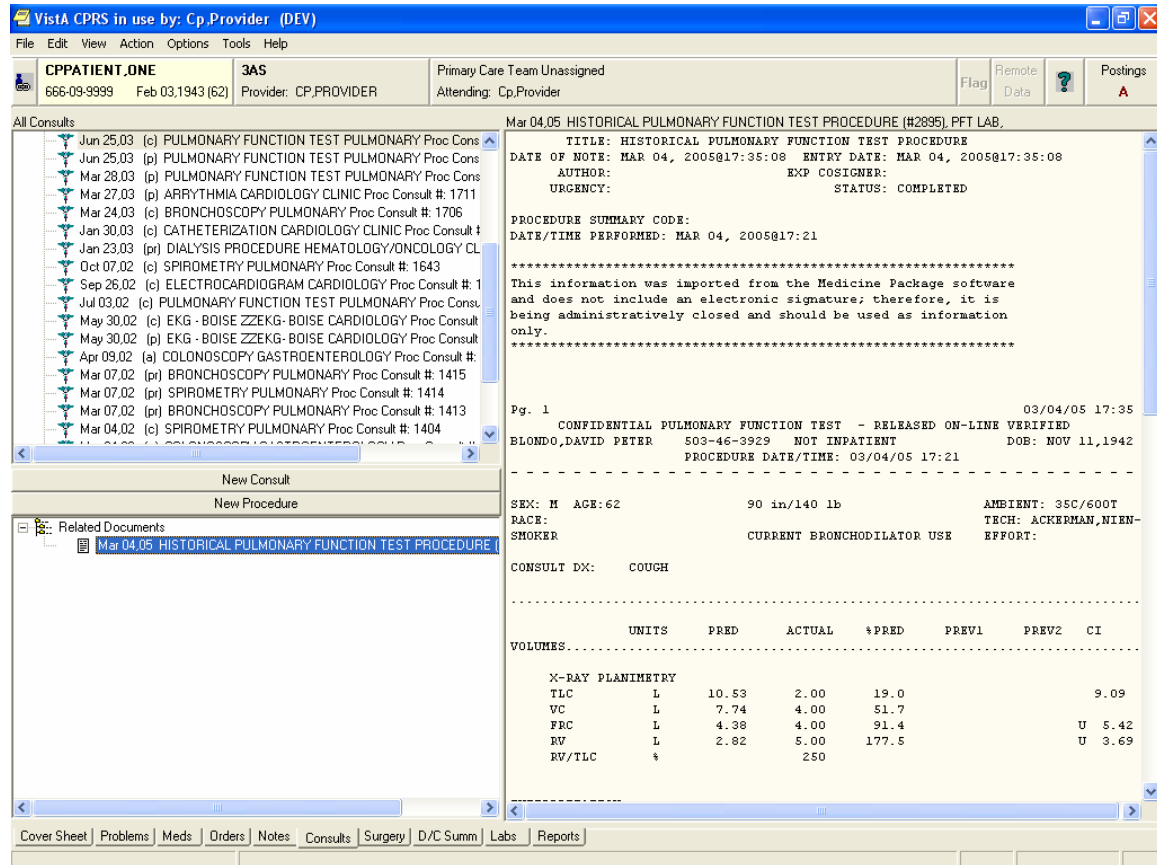 VistA CPRS in use by: Cp,Provider (DEV)
File Edit View Action Options Tools Help
CPPATIENT,ONE
666-09-9999 Feb 03,1943 (62)
3AS
Provider: CP,PROVIDER
Primary Care Team Unassigned
Attending: Cp,Provider
Flag
Remote Data
Postings
A
All Consults
Jun 25,03 (c) PULMONARY FUNCTION TEST PULMONARY Proc Cons
Jun 25,03 (p) PULMONARY FUNCTION TEST PULMONARY Proc Cons
Mar 28,03 (p) PULMONARY FUNCTION TEST PULMONARY Proc Cons
Mar 27,03 (p) ARRYTHMIA CARDIOLOGY CLINIC Proc Consult #: 1711
Mar 24,03 (c) BRONCHOSCOPY PULMONARY Proc Consult #: 1706
Jan 30,03 (c) CATHETERIZATION CARDIOLOGY CLINIC Proc Consult #
Jan 23,03 (pr) DIALYSIS PROCEDURE HEMATOLOGY/ONCOLOGY CL
Oct 07,02 (c) SPIROMETRY PULMONARY Proc Consult #: 1643
Sep 26,02 (c) ELECTROCARDIOGRAM CARDIOLOGY Proc Consult #: 1
Jul 03,02 (c) PULMONARY FUNCTION TEST PULMONARY Proc Consu
May 30,02 (c) EKG - BOISE ZZEKG- BOISE CARDIOLOGY Proc Consult
May 30,02 (p) EKG - BOISE ZZEKG- BOISE CARDIOLOGY Proc Consult
Apr 09,02 (a) COLONOSCOPY GASTROENTEROLOGY Proc Consult #:
Mar 07,02 (pr) BRONCHOSCOPY PULMONARY Proc Consult #: 1415
Mar 07,02 (pr) SPIROMETRY PULMONARY Proc Consult #: 1414
Mar 07,02 (pr) BRONCHOSCOPY PULMONARY Proc Consult #: 1413
Mar 04,02 (c) SPIROMETRY PULMONARY Proc Consult #: 1404
New Consult
New Procedure
Related Documents
Mar 04,05 HISTORICAL PULMONARY FUNCTION TEST PROCEDURE (
Mar 04,05 HISTORICAL PULMONARY FUNCTION TEST PROCEDURE (#2895), PFT LAB,
TITLE: HISTORICAL PULMONARY FUNCTION TEST PROCEDURE
DATE OF NOTE: MAR 04, 2005@17:35:08 ENTRY DATE: MAR 04, 2005@17:35:08
AUTHOR: EXP COSIGNER:
URGENCY: STATUS: COMPLETED
PROCEDURE SUMMARY CODE:
DATE/TIME PERFORMED: MAR 04, 2005@17:21
****************************************************************
This information was imported from the Medicine Package software
and does not include an electronic signature; therefore, it is
being administratively closed and should be used as information
only.
****************************************************************
Pg. 1 03/04/05 17:35
CONFIDENTIAL PULMONARY FUNCTION TEST - RELEASED ON-LINE VERIFIED
BLONDO,DAVID PETER 503-46-3929 NOT INPATIENT DOB: NOV 11,1942
PROCEDURE DATE/TIME: 03/04/05 17:21
- - - - - - - - - - - - - - - - - - - - - - - - - - - - - - - - - - - - - - - -
SEX: M AGE:62 90 in/140 lb AMBIENT: 35C/600T
RACE: TECH: ACKERMAN,NIEN-
SMOKER CURRENT BRONCHODILATOR USE EFFORT:
CONSULT DX: COUGH
................................................................................
UNITS PRED ACTUAL %PRED PREV1 PREV2 CI
VOLUMES.........................................................................
X-RAY PLANIMETRY
TLC L 10.53 2.00 19.0 9.09
VC L 7.74 4.00 51.7
FRC L 4.38 4.00 91.4 U 5.42
RV L 2.82 5.00 177.5 U 3.69
RV/TLC % 250
Cover Sheet Problems Meds Orders Notes Consults Surgery D/C Summ Labs Reports